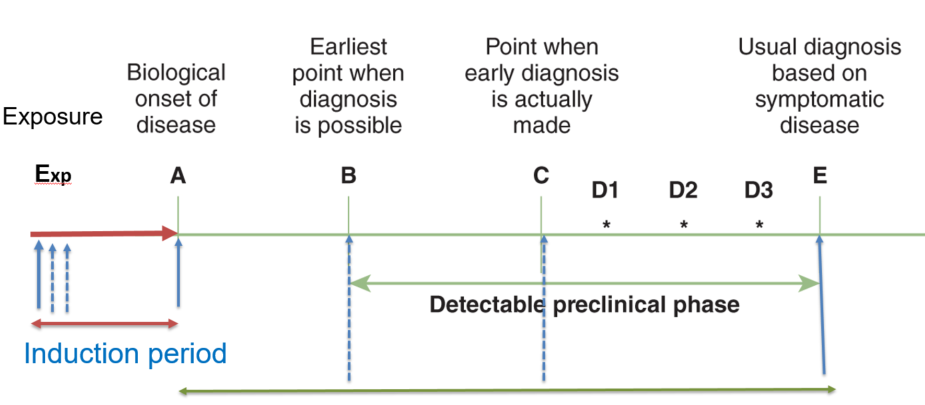 Exposure
Biological
onset of
disease
Earliest
point when
diagnosis
is possible
Point when
early diagnosis
is actually
made
Usual diagnosis
based on
symptomatic
disease
Exp
A
B
C
D1
D2
D3
E
*
*
*
Detectable preclinical phase
Induction period